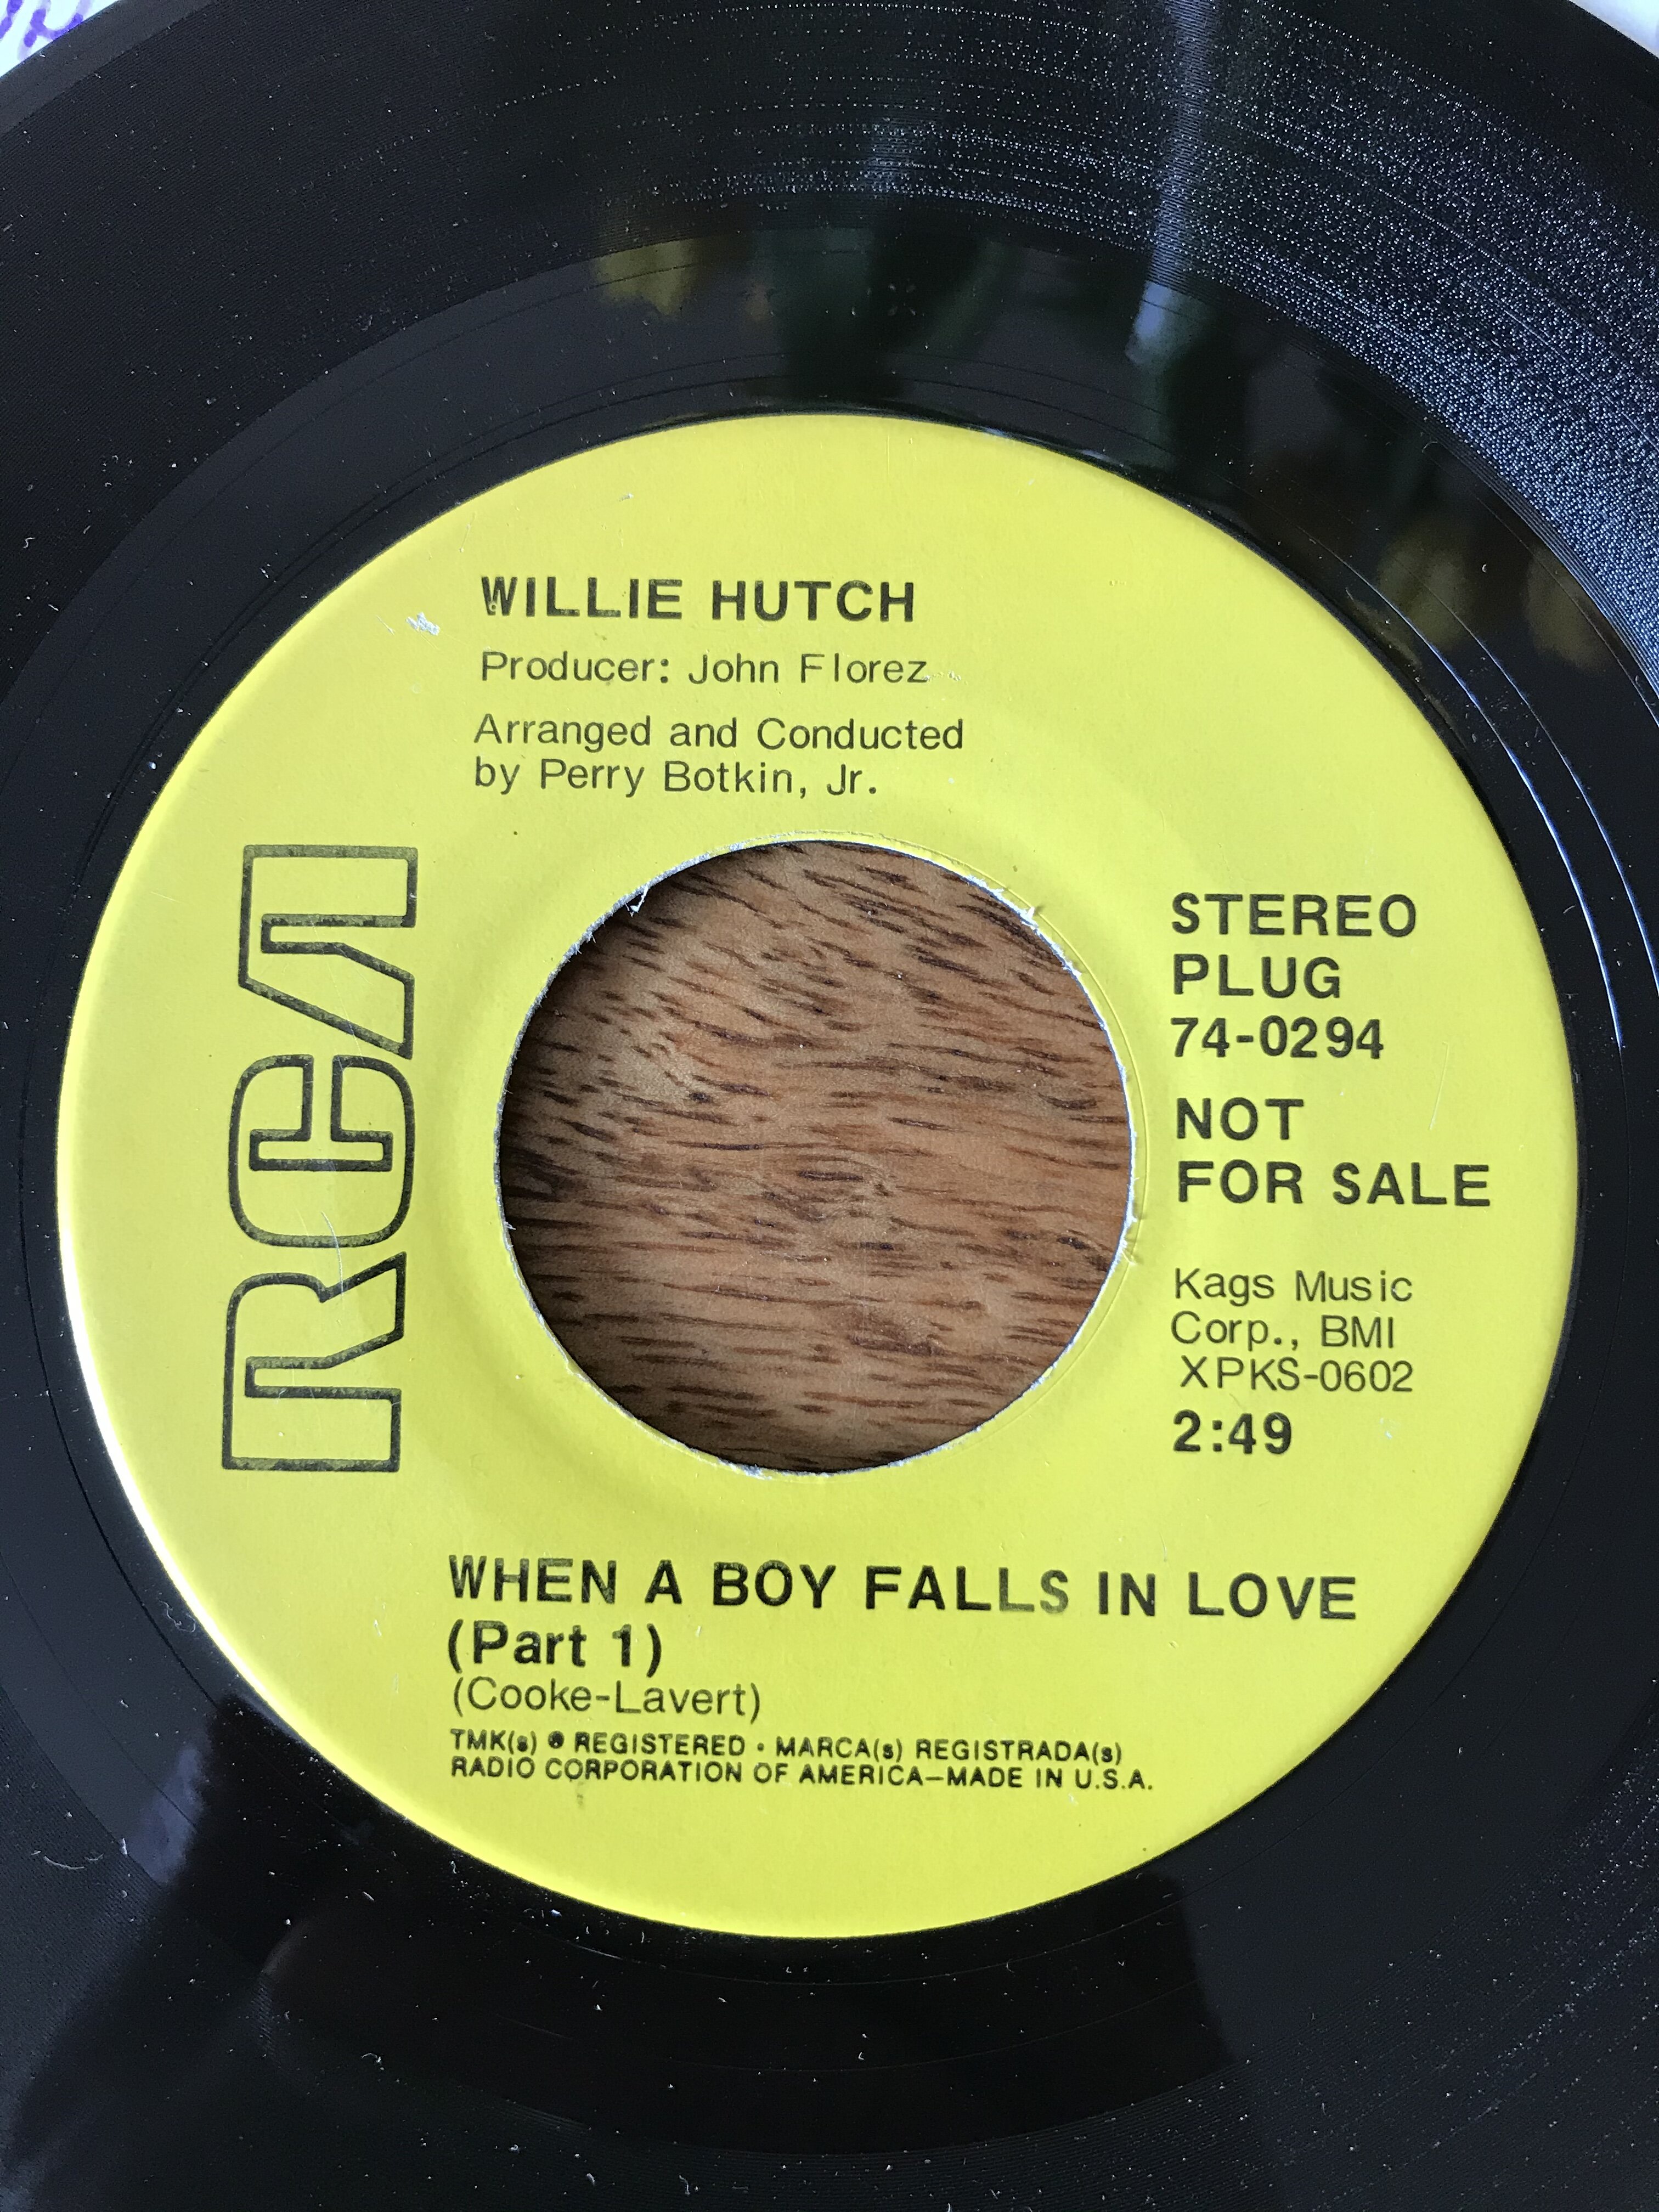 WILLIE HUTCH
Producer: John Florez
Arranged and Conducted
by Perry Botkin, Jr.
RCA
STEREO
PLUG
74-0294
NOT
FOR SALE
Kags Music
Corp., BMI
XPKS-0602
2:49
WHEN A BOY FALLS IN LOVE
(Part 1)
(Cooke-Lavert)
TMK(s) ® REGISTERED • MARCA(s) REGISTRADA(s)
RADIO CORPORATION OF AMERICA—MADE IN U.S.A.